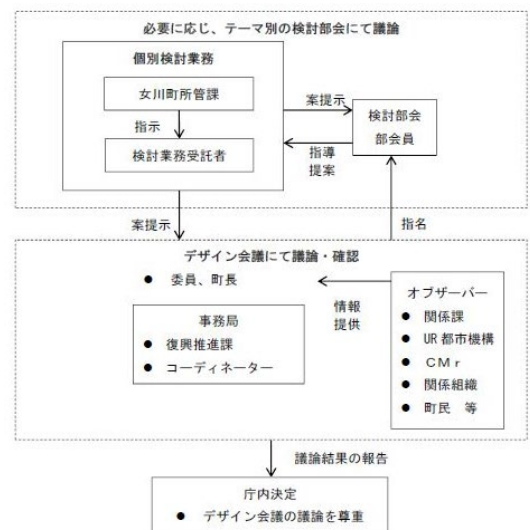 必要に応じ、テーマ別の検討部会にて議論
個別検討業務
女川町所管課
指示
検討業務受託者
案提示
指導
提案
検討部会
部会員
案提示
指名
デザイン会議にて議論・確認
● 委員、町長
事務局
● 復興推進課
● コーディネーター
情報
提供
オブザーバー
● 関係課
● UR都市機構
● CMr
● 関係組織
● 町民 等
議論結果の報告
庁内決定
● デザイン会議の議論を尊重